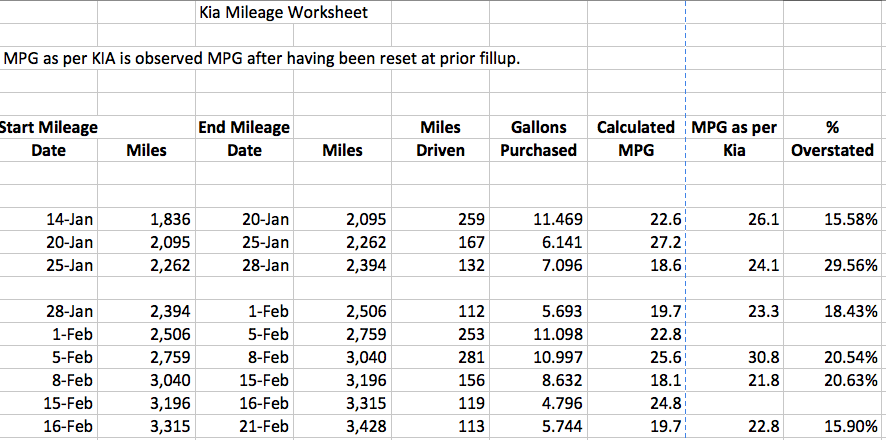 Kia Mileage Worksheet
MPG as per KIA is observed MPG after having been reset at prior fillup.
Start Mileage End Mileage Miles Gallons Calculated MPG as per %
Date Miles Date Miles Driven Purchased MPG Kia Overstated
14-Jan 1,836 20-Jan 2,095 259 11.469 22.6 26.1 15.58%
20-Jan 2,095 25-Jan 2,262 167 6.141 27.2
25-Jan 2,262 28-Jan 2,394 132 7.096 18.6 24.1 29.56%
28-Jan 2,394 1-Feb 2,506 112 5.693 19.7 23.3 18.43%
1-Feb 2,506 5-Feb 2,759 253 11.098 22.8
5-Feb 2,759 8-Feb 3,040 281 10.997 25.6 30.8 20.54%
8-Feb 3,040 15-Feb 3,196 156 8.632 18.1 21.8 20.63%
15-Feb 3,196 16-Feb 3,315 119 4.796 24.8
16-Feb 3,315 21-Feb 3,428 113 5.744 19.7 22.8 15.90%